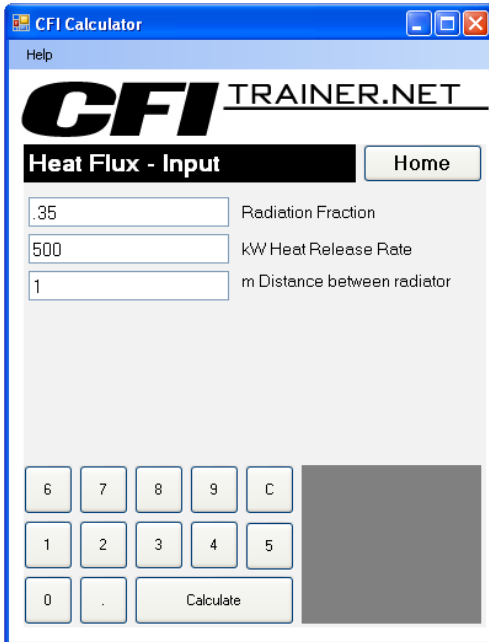 CFI Calculator
Help
CFI TRAINER.NET
Heat Flux - Input Home
.35 Radiation Fraction
500 kW Heat Release Rate
1 m Distance between radiator
6 7 8 9 C
1 2 3 4 5
0 . Calculate